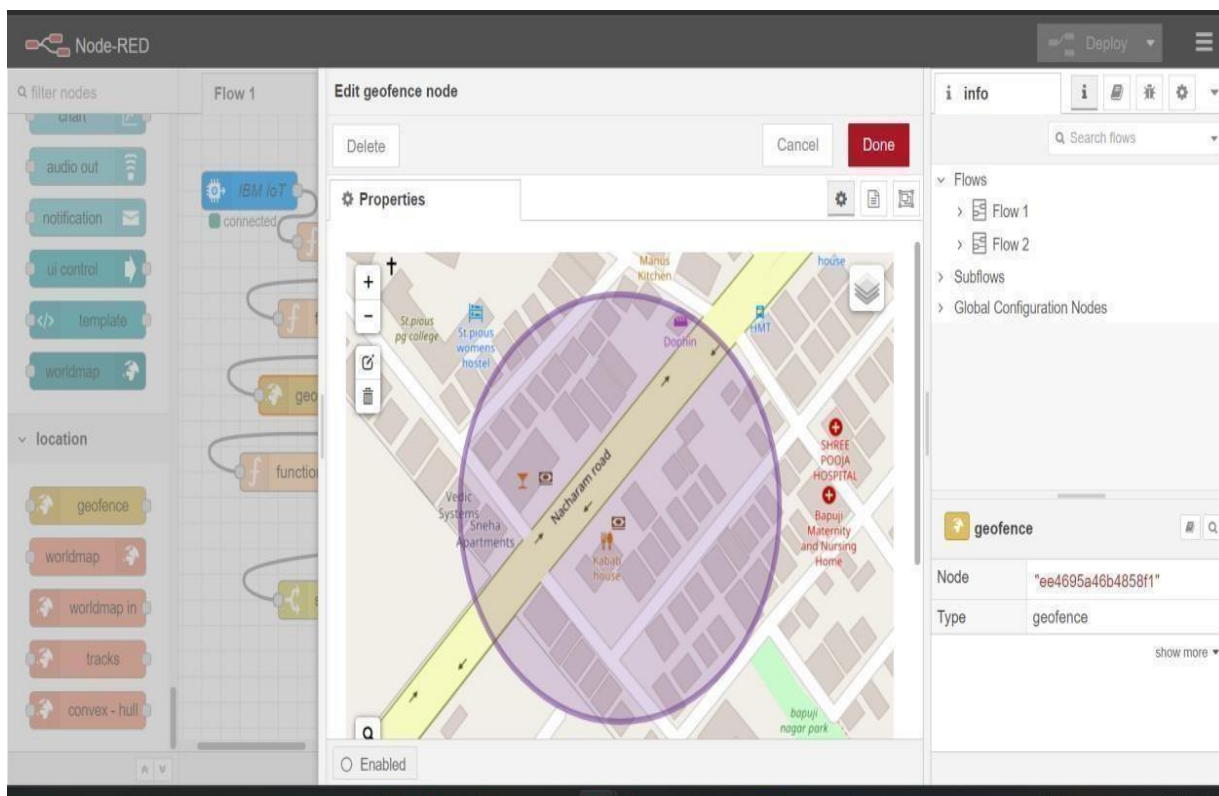 Node-RED
Deploy
filter nodes
chart
audio out
notification
ui control
template
worldmap
location
geofence
worldmap
worldmap in
tracks
convex - hull
Flow 1
IBM IoT
connected
f
f
geo
f
functio
s
Edit geofence node
Delete
Cancel
Done
Properties
+
-
St.pious
pg college
St.pious
womens
hostel
Manus
Kitchen
house
Dophin
HMT
SHREE
POOJA
HOSPITAL
Bapuji
Maternity
and Nursing
Home
Nacharam road
Vedic
Systems
Sneha
Apartments
Kabab
house
bapuji
nagar park
Enabled
i info
i
Search flows
Flows
Flow 1
Flow 2
Subflows
Global Configuration Nodes
geofence
Node
"ee4695a46b4858f1"
Type
geofence
show more